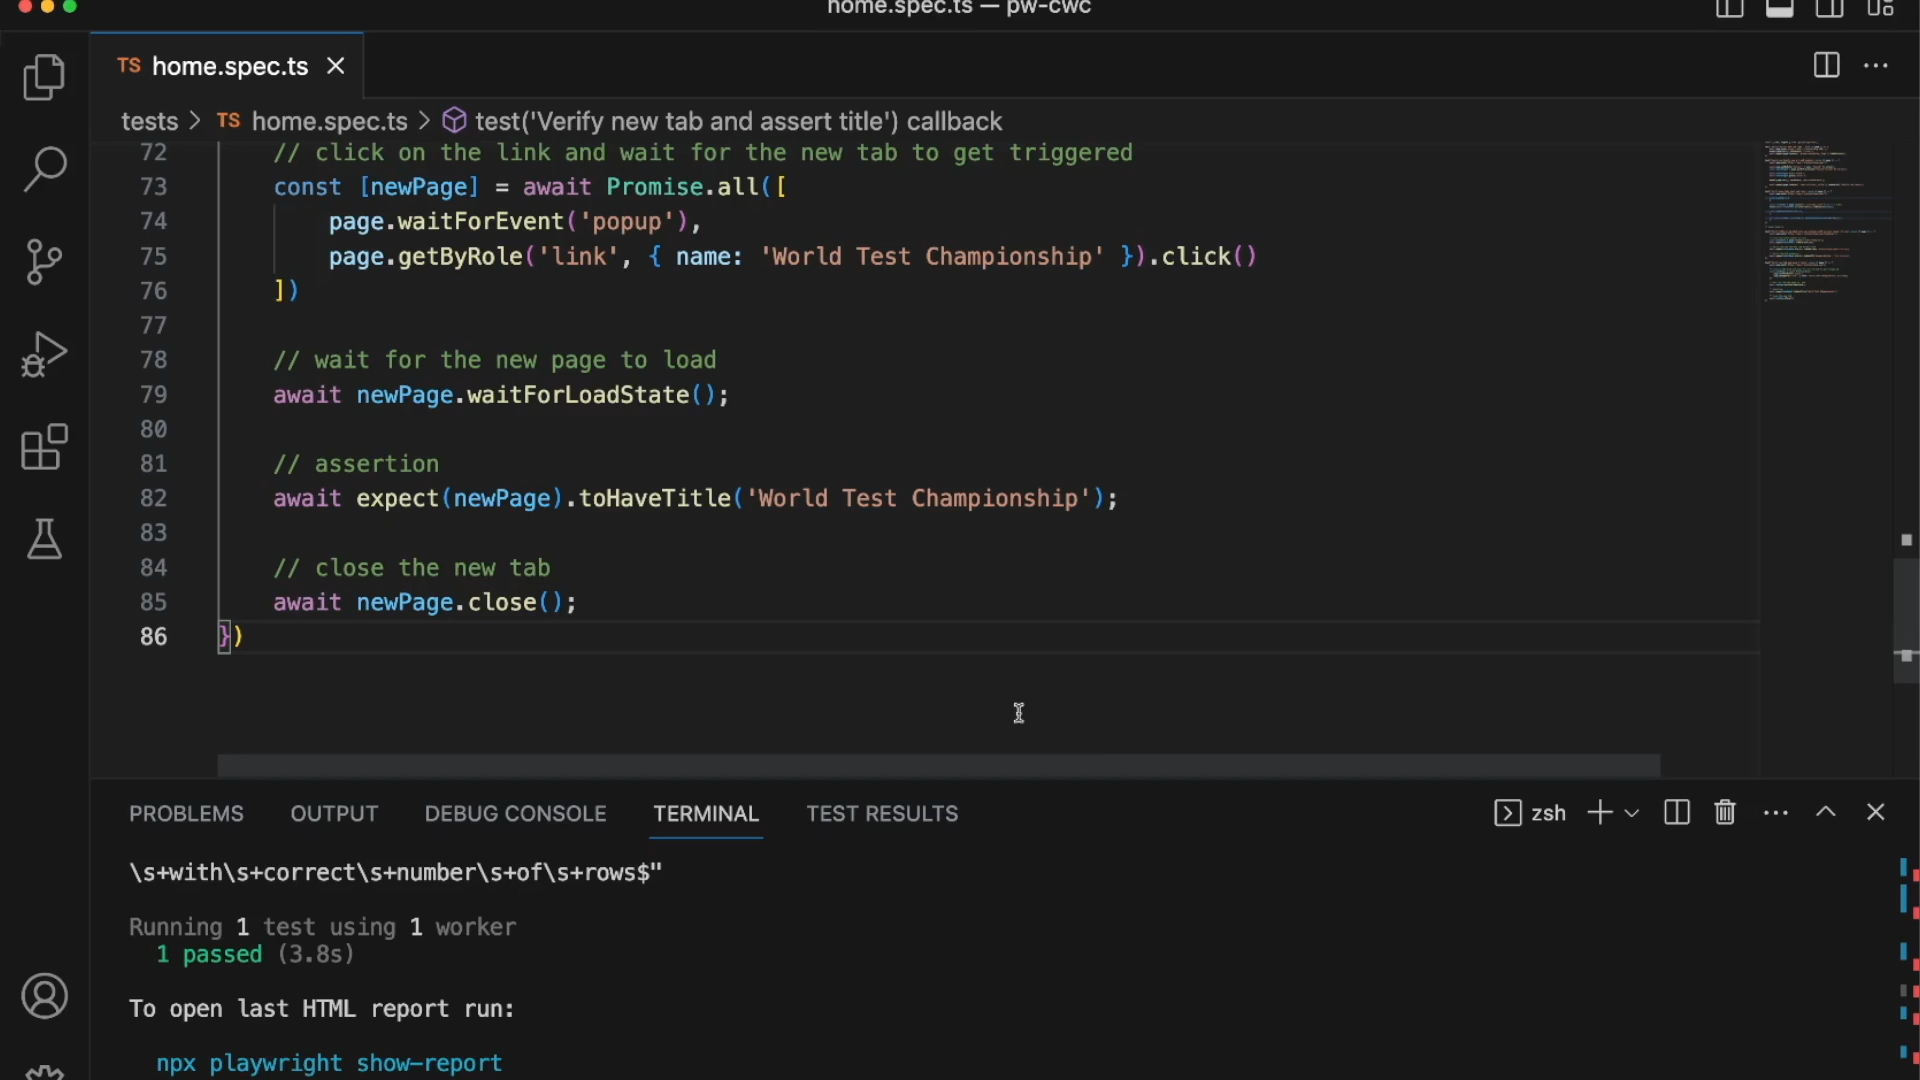 home.spec.ts — pw-cwc
TS home.spec.ts
tests > TS home.spec.ts > test('Verify new tab and assert title') callback
72 // click on the link and wait for the new tab to get triggered
73 const [newPage] = await Promise.all([
74 page.waitForEvent('popup'),
75 page.getByRole('link', { name: 'World Test Championship' }).click()
76 ])
77
78 // wait for the new page to load
79 await newPage.waitForLoadState();
80
81 // assertion
82 await expect(newPage).toHaveTitle('World Test Championship');
83
84 // close the new tab
85 await newPage.close();
86 })
PROBLEMS OUTPUT DEBUG CONSOLE TERMINAL TEST RESULTS zsh
\s+with\s+correct\s+number\s+of\s+rows$"
Running 1 test using 1 worker
1 passed (3.8s)
To open last HTML report run:
npx playwright show-report